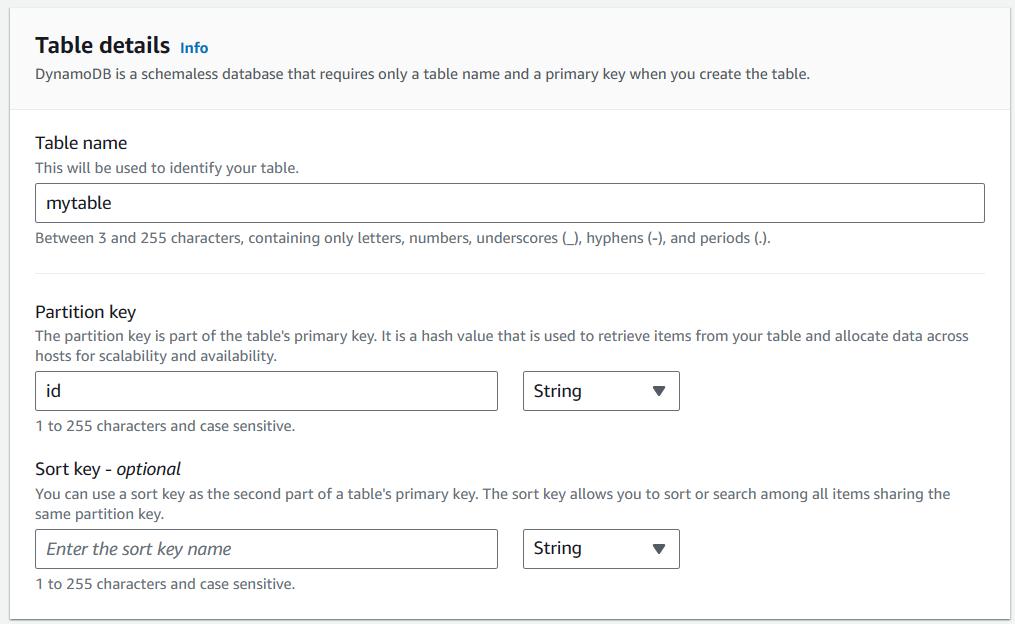 Table details Info
DynamoDB is a schemaless database that requires only a table name and a primary key when you create the table.
Table name
This will be used to identify your table.
mytable
Between 3 and 255 characters, containing only letters, numbers, underscores (_), hyphens (-), and periods (.).
Partition key
The partition key is part of the table's primary key. It is a hash value that is used to retrieve items from your table and allocate data across
hosts for scalability and availability.
id String
1 to 255 characters and case sensitive.
Sort key - optional
You can use a sort key as the second part of a table's primary key. The sort key allows you to sort or search among all items sharing the
same partition key.
Enter the sort key name String
1 to 255 characters and case sensitive.